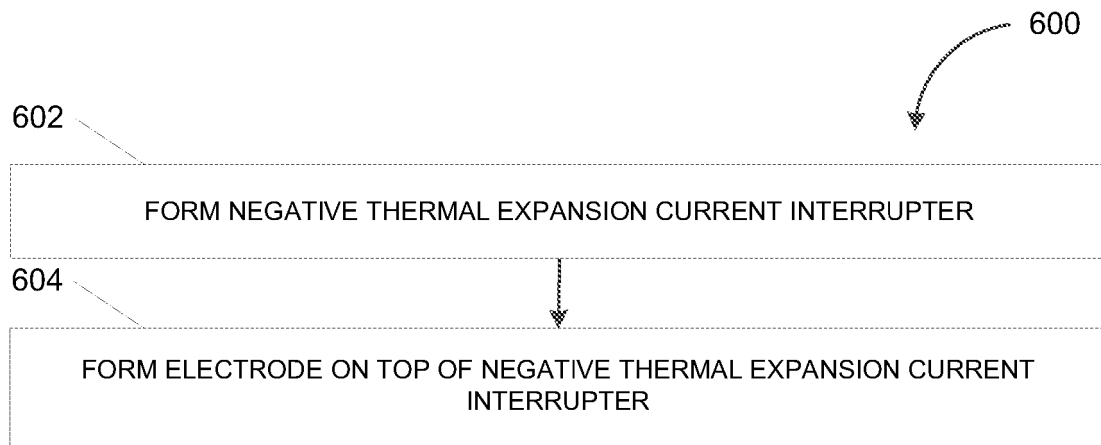 600
602
FORM NEGATIVE THERMAL EXPANSION CURRENT INTERRUPTER
604
FORM ELECTRODE ON TOP OF NEGATIVE THERMAL EXPANSION CURRENT
INTERRUPTER